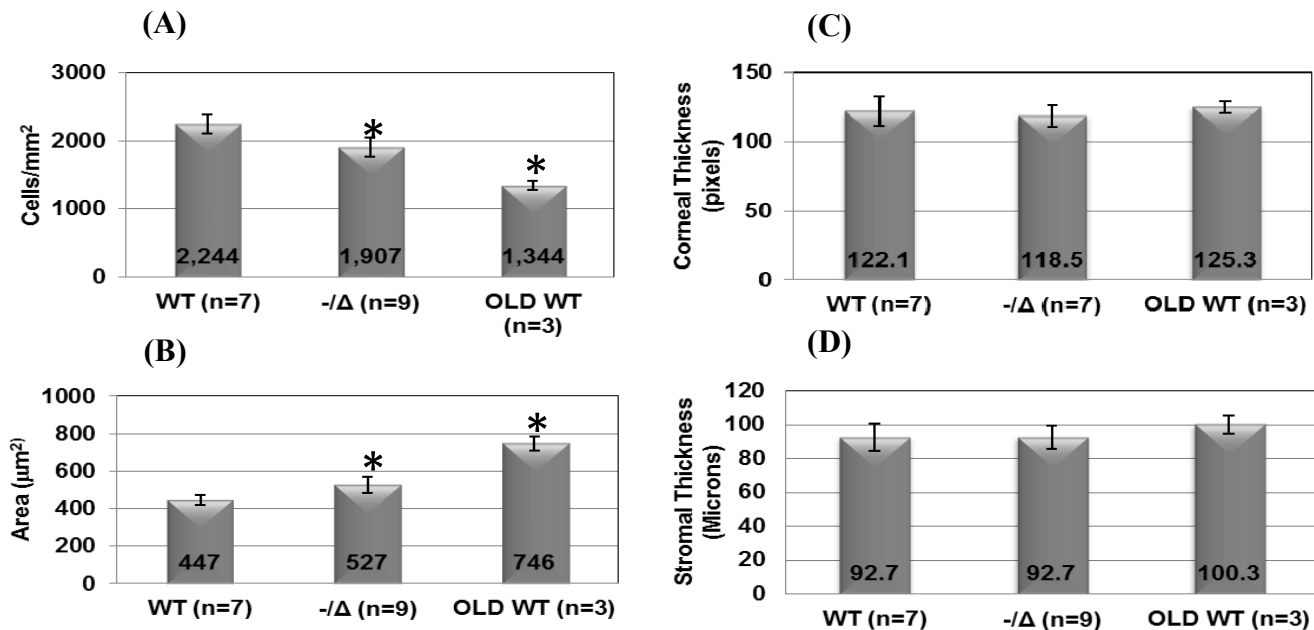 (A)
3000
2000
1000
0
Cells/mm²
*
*
2,244
1,907
1,344
WT (n=7)
-/Δ (n=9)
OLD WT
(n=3)
(B)
1000
800
600
400
200
0
Area (μm²)
*
*
447
527
746
WT (n=7)
-/Δ (n=9)
OLD WT (n=3)
(C)
150
100
50
0
Corneal Thickness
(pixels)
122.1
118.5
125.3
WT (n=7)
-/Δ (n=7)
OLD WT (n=3)
(D)
120
100
80
60
40
20
0
Stromal Thickness
(Microns)
92.7
92.7
100.3
WT (n=7)
-/Δ (n=9)
OLD WT (n=3)